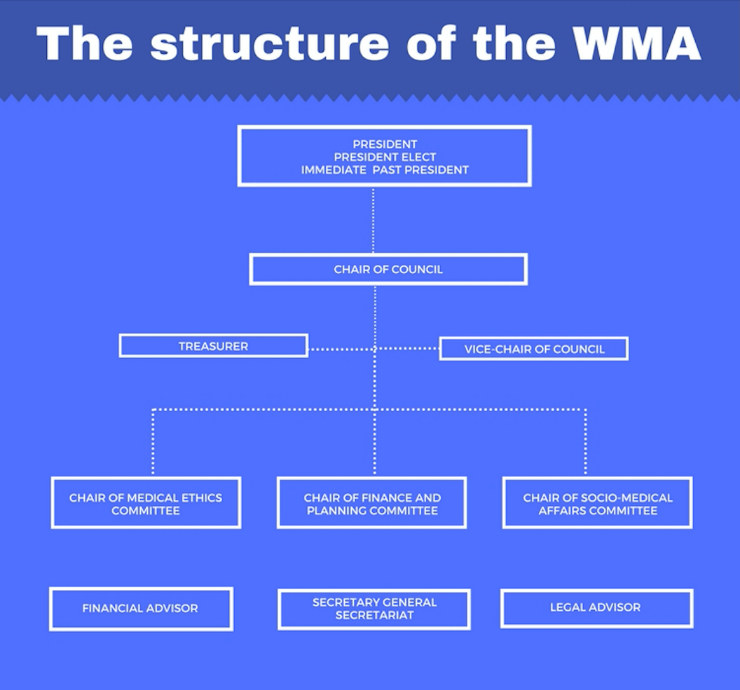 The structure of the WMA
PRESIDENT
PRESIDENT ELECT
IMMEDIATE PAST PRESIDENT
CHAIR OF COUNCIL
TREASURER
VICE-CHAIR OF COUNCIL
CHAIR OF MEDICAL ETHICS
COMMITTEE
CHAIR OF FINANCE AND
PLANNING COMMITTEE
CHAIR OF SOCIO-MEDICAL
AFFAIRS COMMITTEE
FINANCIAL ADVISOR
SECRETARY GENERAL
SECRETARIAT
LEGAL ADVISOR